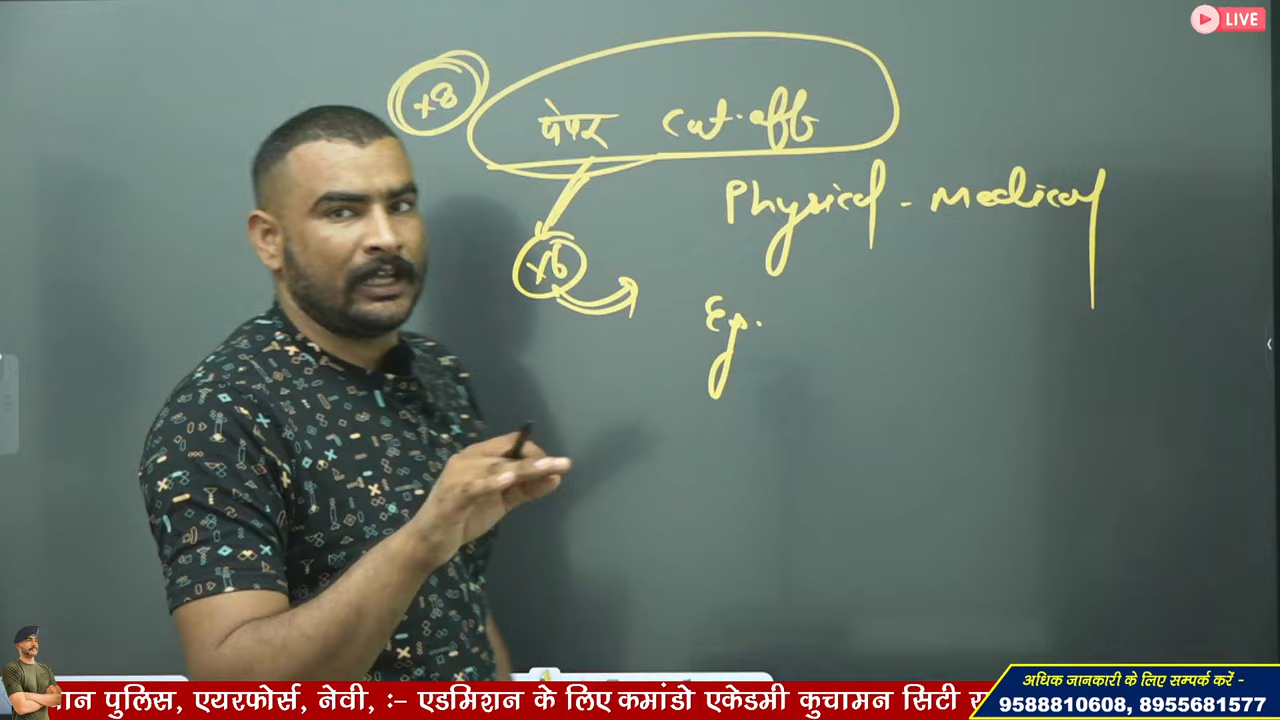 LIVE
×8
पेपर Cut-off
Physical - Medical
×6
Eg.
ान पुलिस, एयरफोर्स, नेवी, :- एडमिशन के लिए कमांडो एकेडमी कुचामन सिटी स
अधिक जानकारी के लिए सम्पर्क करें -
9588810608, 8955681577